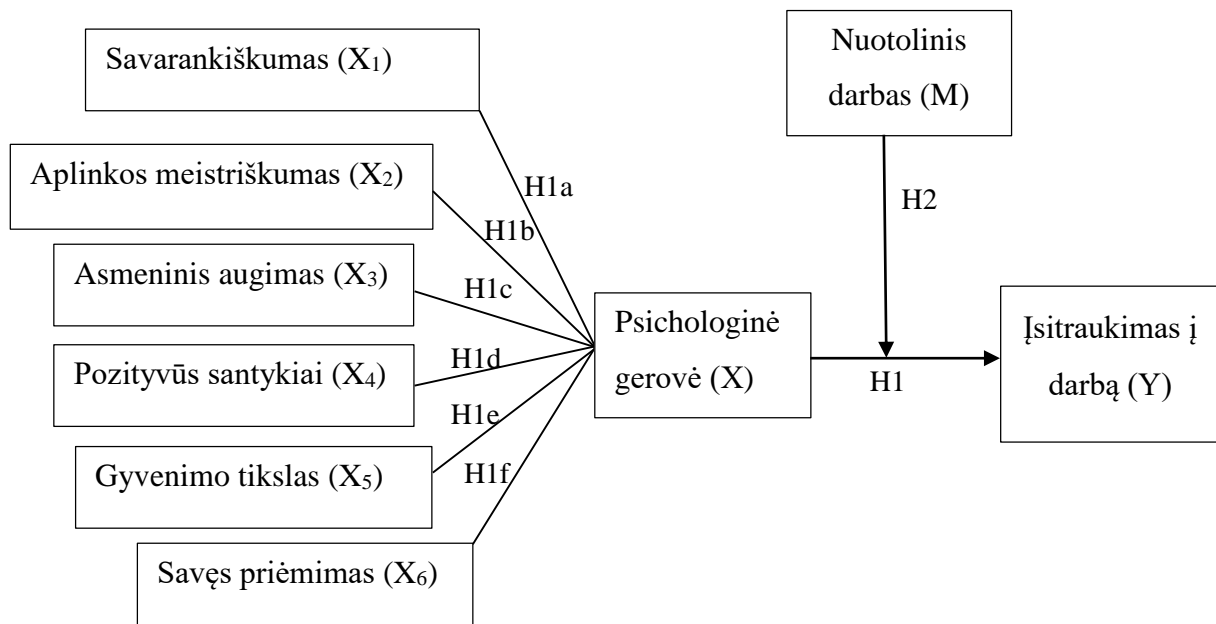 Savarankiškumas (X₁)
Aplinkos meistriškumas (X₂)
Asmeninis augimas (X₃)
Pozityvūs santykiai (X₄)
Gyvenimo tikslas (X₅)
Savęs priėmimas (X₆)
H1a
H1b
H1c
H1d
H1e
H1f
Psichologinė
gerovė (X)
Nuotolinis
darbas (M)
H2
H1
Įsitraukimas į
darbą (Y)